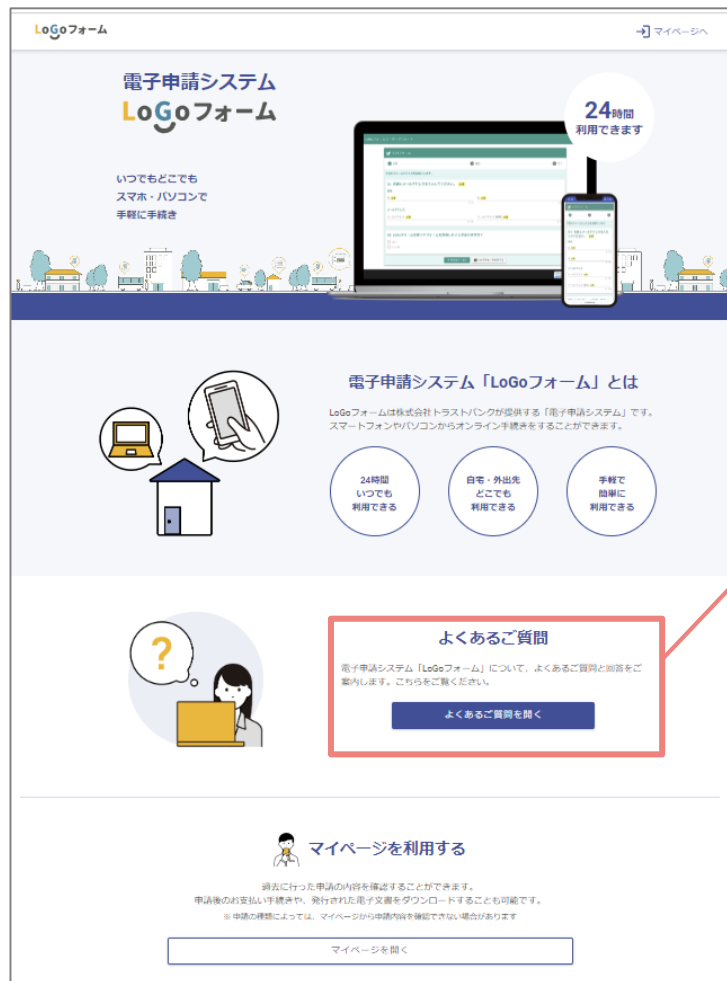 LoGoフォーム
マイページへ
電子申請システム
LoGoフォーム
24時間
利用できます
いつでもどこでも
スマホ・パソコンで
手軽に手続き
電子申請システム「LoGoフォーム」とは
LoGoフォームは株式会社トラストバンクが提供する「電子申請システム」です。
スマートフォンやパソコンからオンライン手続きをすることができます。
24時間
いつでも
利用できる
自宅・外出先
どこでも
利用できる
手軽で
簡単に
利用できる
?
よくあるご質問
電子申請システム「LoGoフォーム」について、よくあるご質問と回答をご
案内します。こちらをご覧ください。
よくあるご質問を開く
マイページを利用する
過去に行った申請の内容を確認することができます。
申請後のお支払い手続きや、発行された電子文書をダウンロードすることも可能です。
※ 申請の種類によっては、マイページから申請内容を確認できない場合があります
マイページを開く